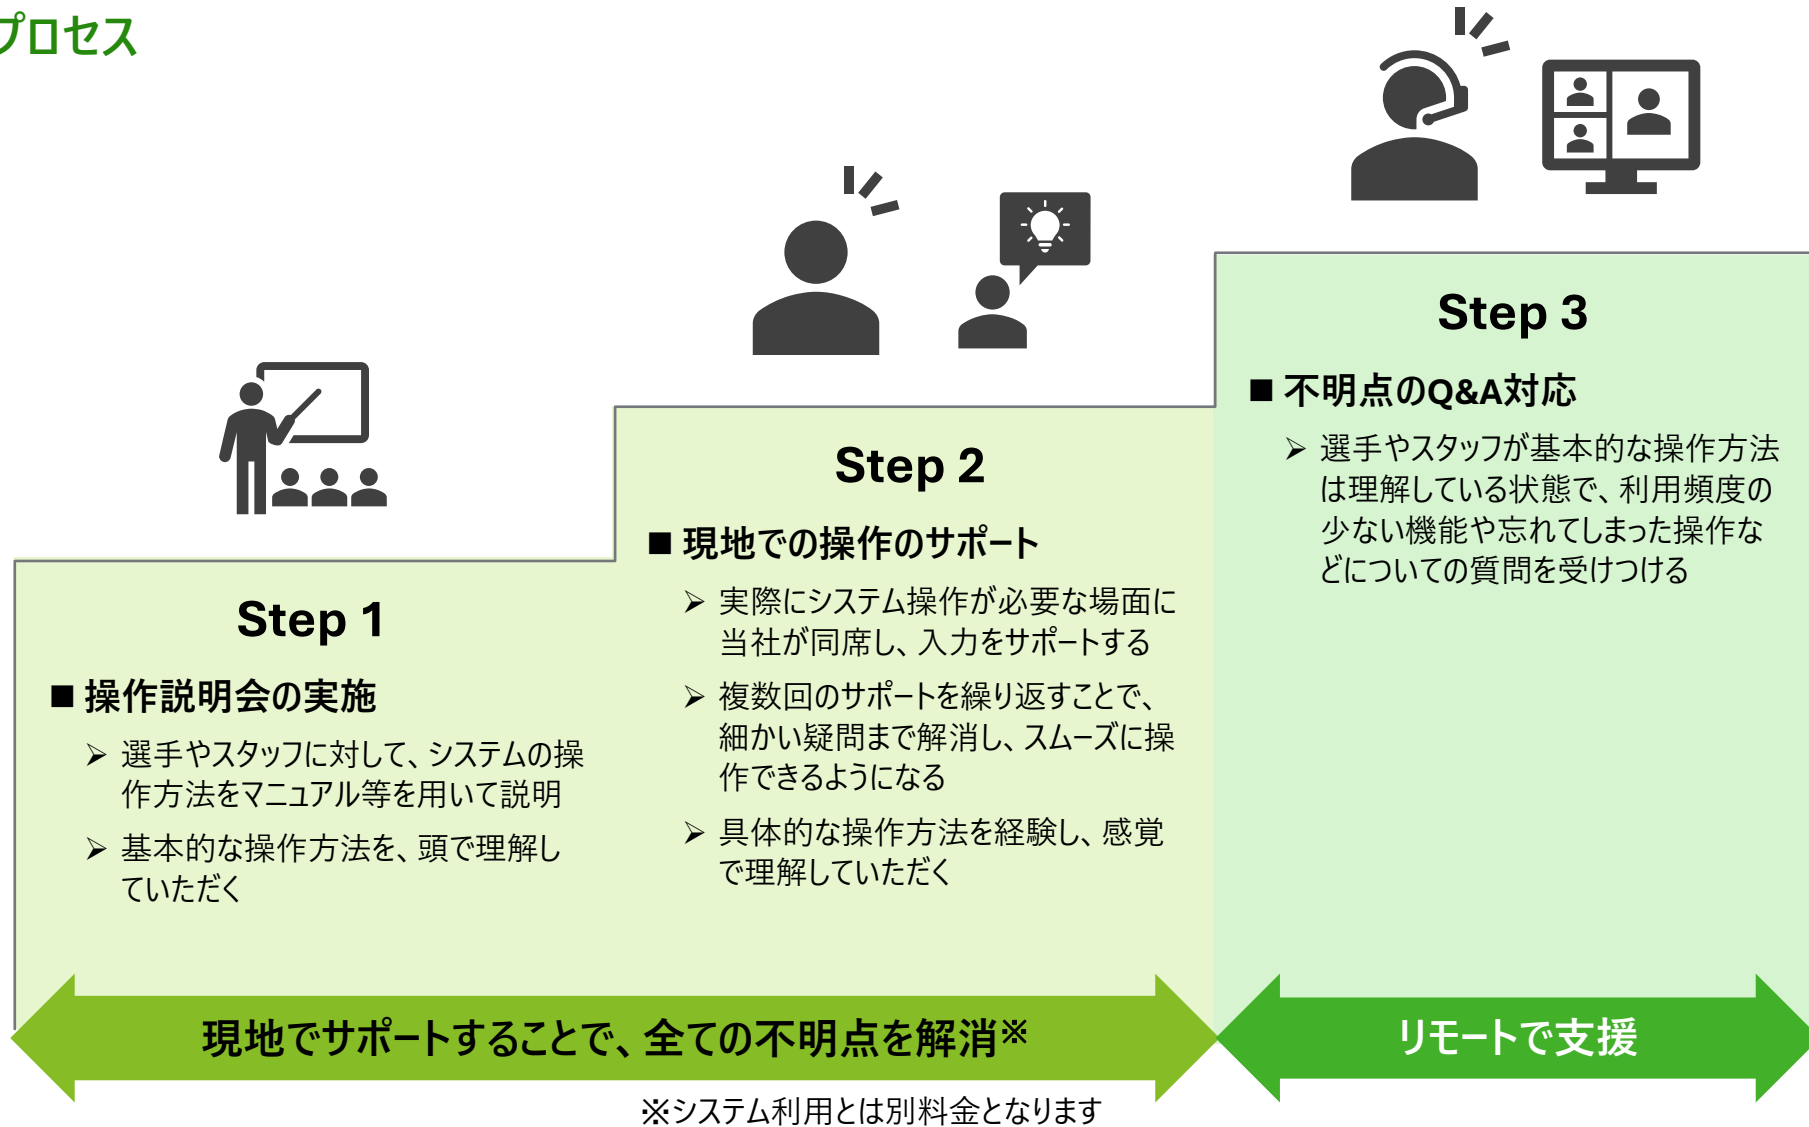 プロセス
Step 1
■ 操作説明会の実施
➢ 選手やスタッフに対して、システムの操
作方法をマニュアル等を用いて説明
➢ 基本的な操作方法を、頭で理解し
ていただく
Step 2
■ 現地での操作のサポート
➢ 実際にシステム操作が必要な場面に
当社が同席し、入力をサポートする
➢ 複数回のサポートを繰り返すことで、
細かい疑問まで解消し、スムーズに操
作できるようになる
➢ 具体的な操作方法を経験し、感覚
で理解していただく
Step 3
■ 不明点のQ&A対応
➢ 選手やスタッフが基本的な操作方法
は理解している状態で、利用頻度の
少ない機能や忘れてしまった操作な
どについての質問を受けつける
現地でサポートすることで、全ての不明点を解消※
リモートで支援
※システム利用とは別料金となります